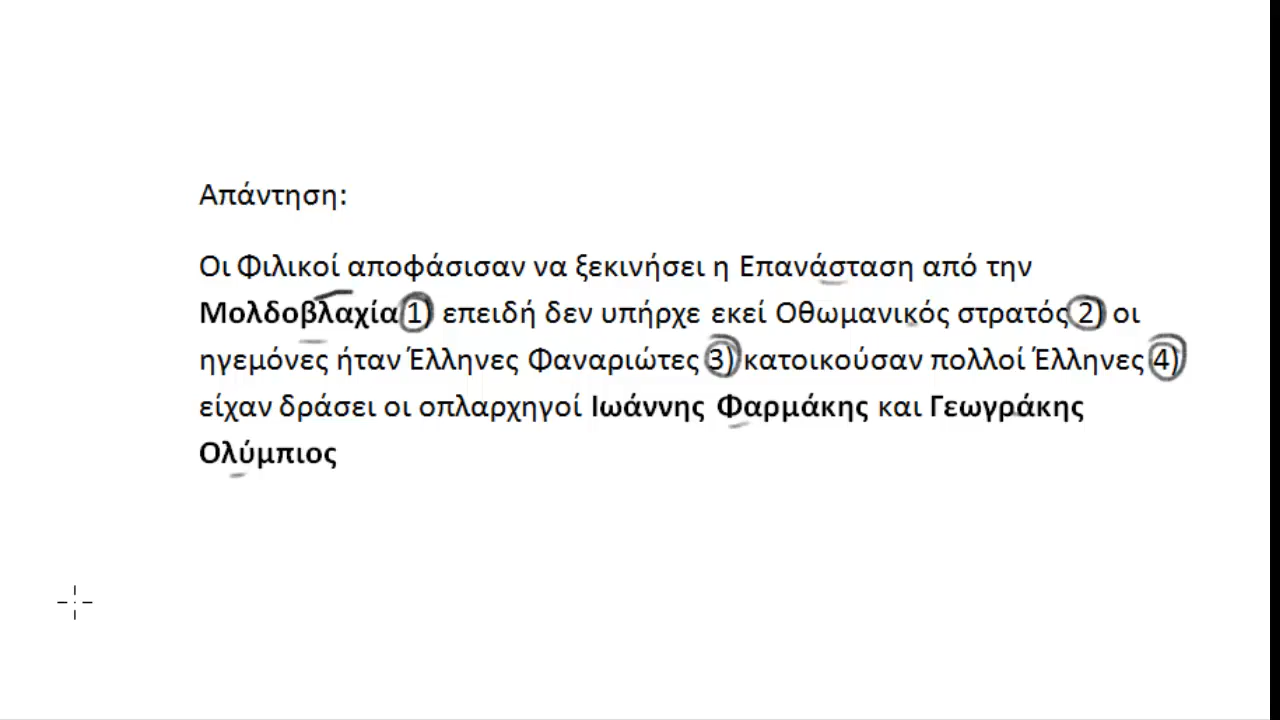 Απάντηση:
Οι Φιλικοί αποφάσισαν να ξεκινήσει η Επανάσταση από την
Μολδοβλαχία 1) επειδή δεν υπήρχε εκεί Οθωμανικός στρατός 2) οι
ηγεμόνες ήταν Έλληνες Φαναριώτες 3) κατοικούσαν πολλοί Έλληνες 4)
είχαν δράσει οι οπλαρχηγοί Ιωάννης Φαρμάκης και Γεωγράκης
Ολύμπιος